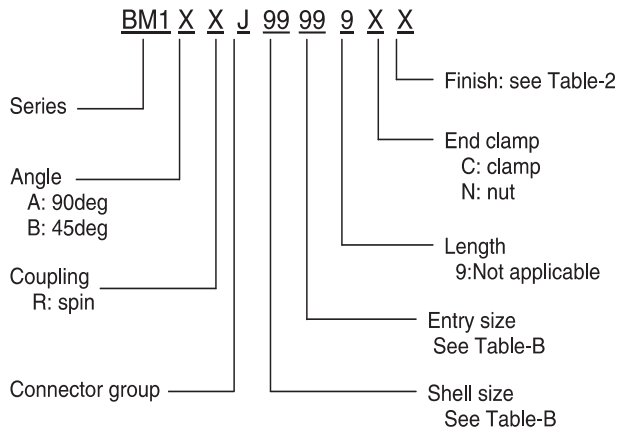 BM1 X X J 99 99 9 X X
Finish: see Table-2
Series
End clamp
C: clamp
N: nut
Angle
A: 90deg
B: 45deg
Length
9:Not applicable
Coupling
R: spin
Entry size
See Table-B
Connector group
Shell size
See Table-B